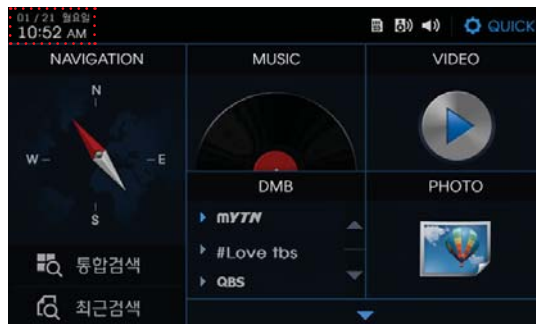 01 / 21 월요일
10:52 AM
QUICK
NAVIGATION
MUSIC
VIDEO
N
W
E
S
DMB
PHOTO
mYTN
#Love tbs
QBS
통합검색
최근검색